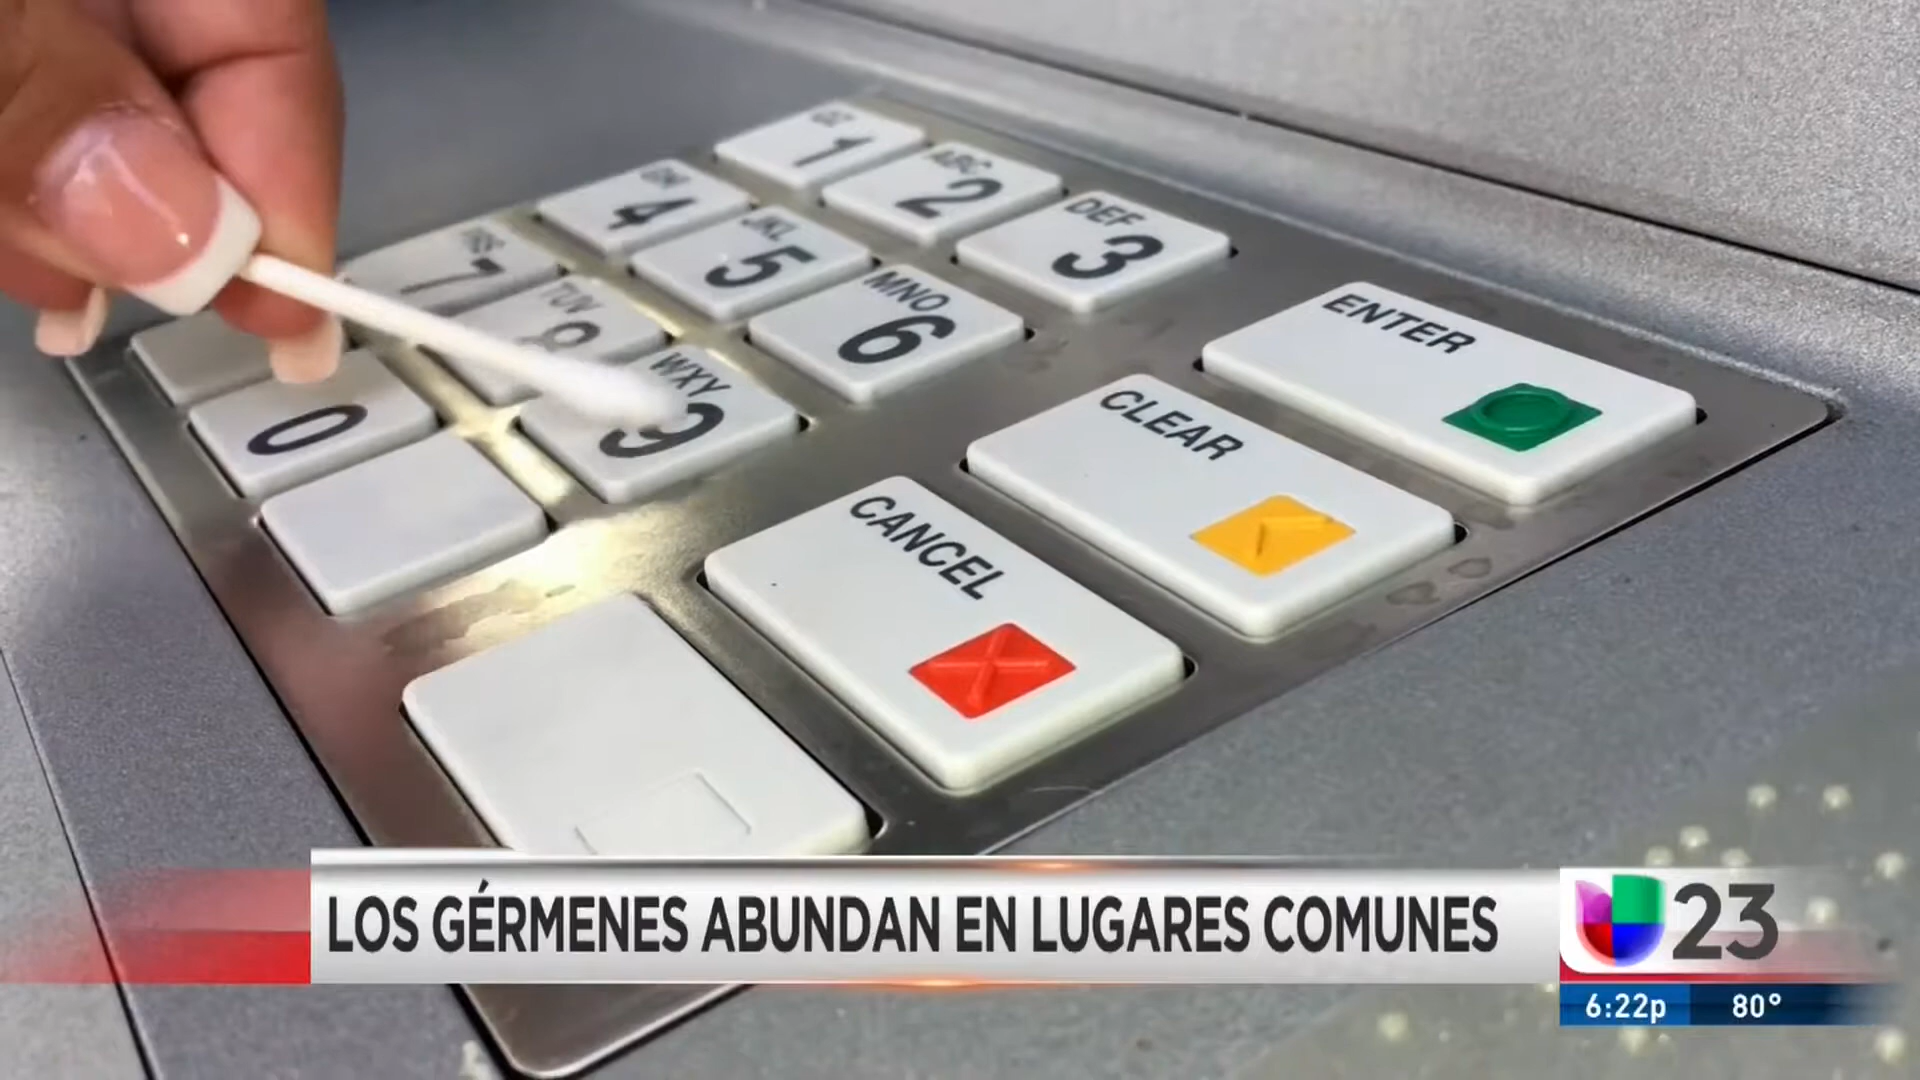 QZ
1
ABC
2
DEF
3
GHI
4
JKL
5
MNO
6
PRS
7
TUV
8
WXY
9
0
ENTER
CLEAR
CANCEL
LOS GÉRMENES ABUNDAN EN LUGARES COMUNES
23
6:22p 80°